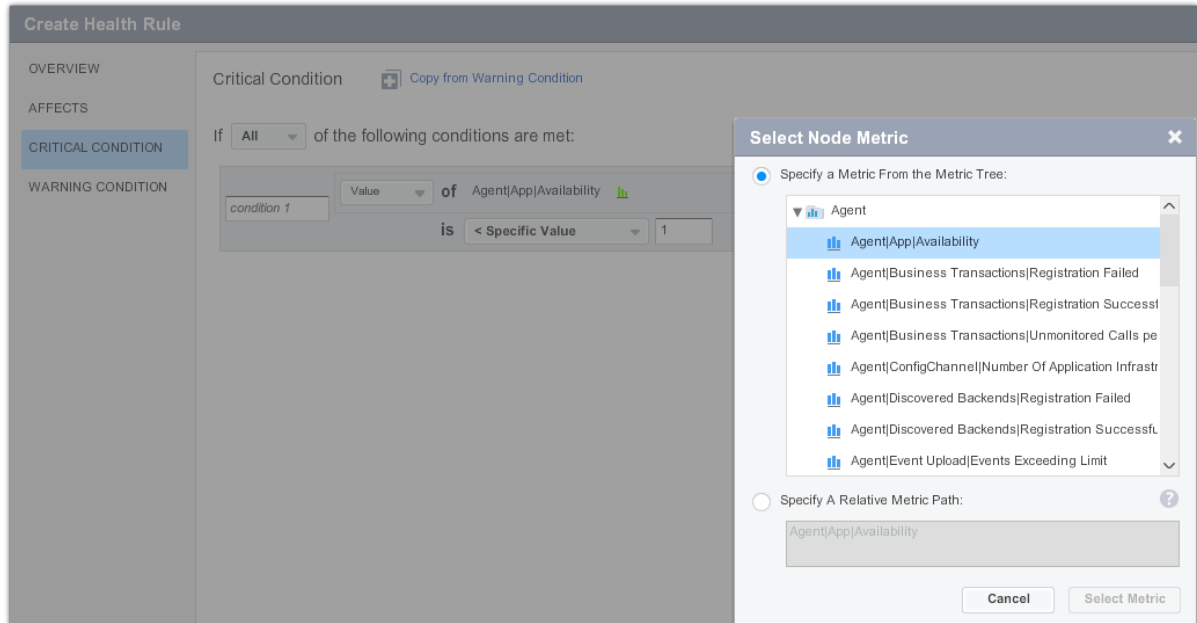 Create Health Rule
OVERVIEW
AFFECTS
CRITICAL CONDITION
WARNING CONDITION
Critical Condition Copy from Warning Condition
If All of the following conditions are met:
condition 1
Value of Agent|App|Availability
is < Specific Value 1
Select Node Metric
Specify a Metric From the Metric Tree:
Agent
Agent|App|Availability
Agent|Business Transactions|Registration Failed
Agent|Business Transactions|Registration Successf
Agent|Business Transactions|Unmonitored Calls pe
Agent|ConfigChannel|Number Of Application Infrastr
Agent|Discovered Backends|Registration Failed
Agent|Discovered Backends|Registration Successfu
Agent|Event Upload|Events Exceeding Limit
Specify A Relative Metric Path: ?
Agent|App|Availability
Cancel Select Metric